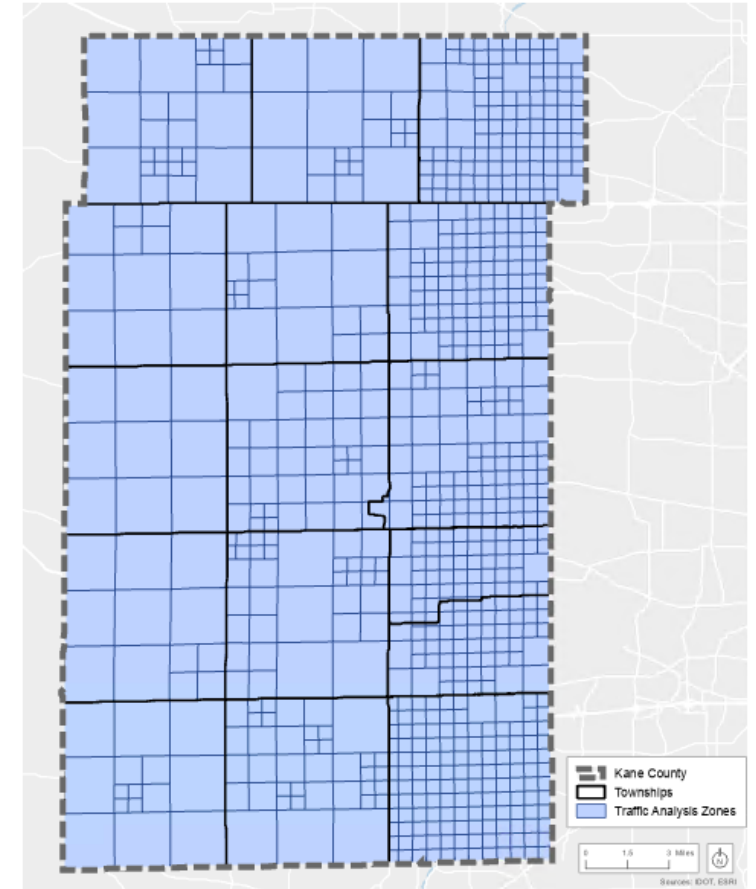 Kane County
Townships
Traffic Analysis Zones
0 1.5 3 Miles
N
Sources: IDOT, ESRI